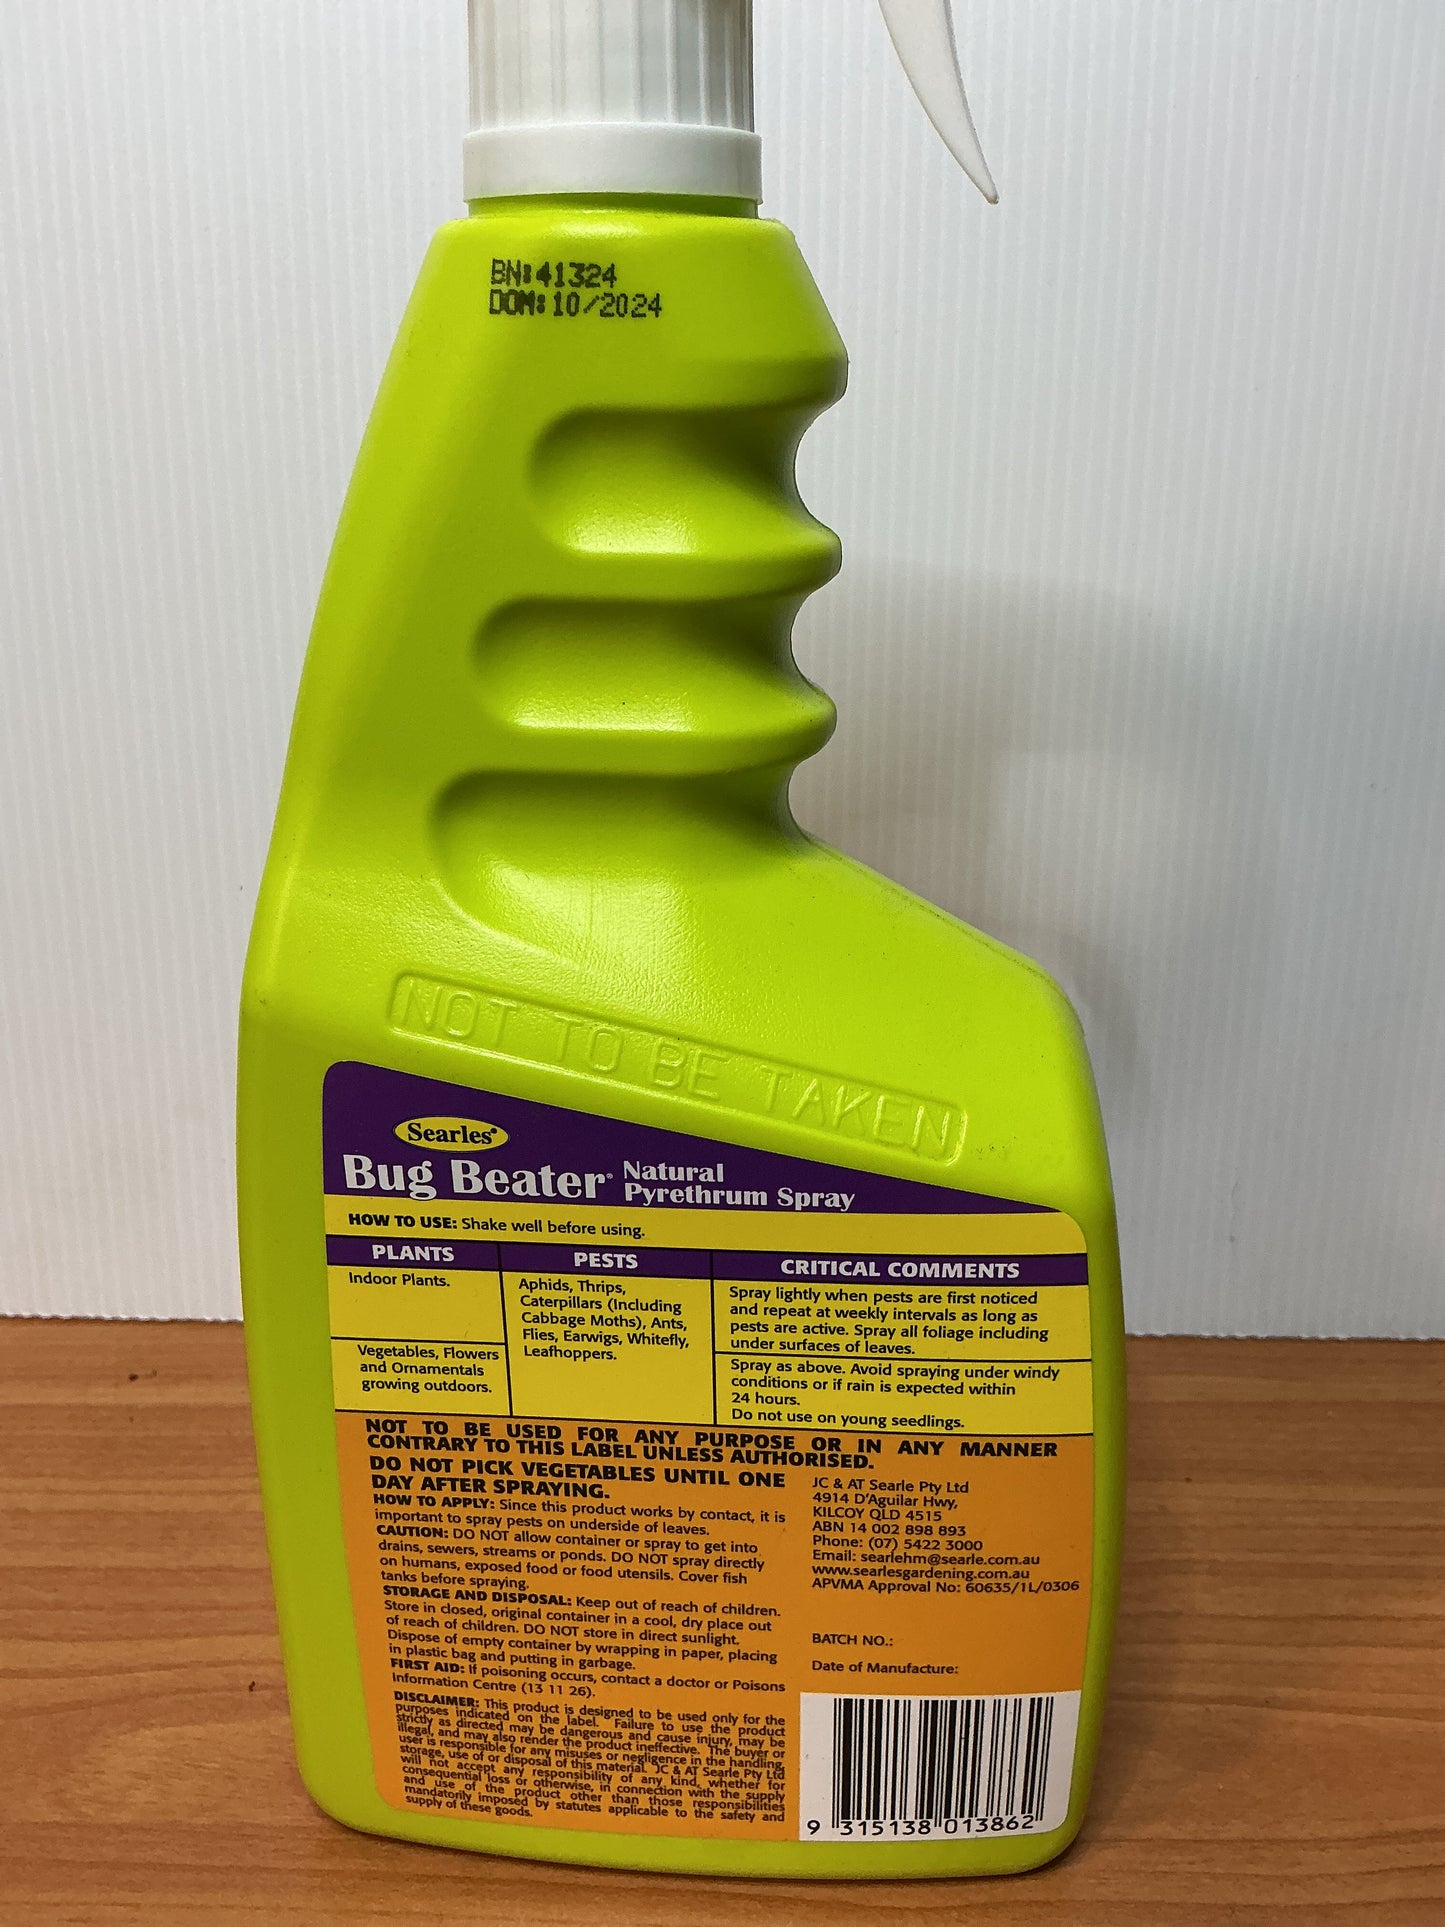 BN:41324
DOM:10/2024
NOT TO BE TAKEN
Searles
Bug Beater® Natural
Pyrethrum Spray
HOW TO USE: Shake well before using.
PLANTS
PESTS
CRITICAL COMMENTS
Indoor Plants.
Aphids, Thrips,
Caterpillars (Including
Cabbage Moths), Ants,
Flies, Earwigs, Whitefly,
Leafhoppers.
Spray lightly when pests are first noticed
and repeat at weekly intervals as long as
pests are active. Spray all foliage including
under surfaces of leaves.
Vegetables, Flowers
and Ornamentals
growing outdoors.
Spray as above. Avoid spraying under windy
conditions or if rain is expected within
24 hours.
Do not use on young seedlings.
NOT TO BE USED FOR ANY PURPOSE OR IN ANY MANNER
CONTRARY TO THIS LABEL UNLESS AUTHORISED.
DO NOT PICK VEGETABLES UNTIL ONE
DAY AFTER SPRAYING.
HOW TO APPLY: Since this product works by contact, it is
important to spray pests on underside of leaves.
CAUTION: DO NOT allow container or spray to get into
drains, sewers, streams or ponds. DO NOT spray directly
on humans, exposed food or food utensils. Cover fish
tanks before spraying.
STORAGE AND DISPOSAL: Keep out of reach of children.
Store in closed, original container in a cool, dry place out
of reach of children. DO NOT store in direct sunlight.
Dispose of empty container by wrapping in paper, placing
in plastic bag and putting in garbage.
FIRST AID: If poisoning occurs, contact a doctor or Poisons
Information Centre (13 11 26).
DISCLAIMER: This product is designed to be used only for the
purposes indicated on the label. Failure to use the product
strictly as directed may be dangerous and cause injury, may be
illegal, and may also render the product ineffective. The buyer or
user is responsible for any misuses or negligence in the handling,
storage, use of or disposal of this material. JC & AT Searle Pty Ltd
will not accept any responsibility of any kind, whether for
consequential loss or otherwise, in connection with the supply
and use of the product other than those responsibilities
mandatorily imposed by statutes applicable to the safety and
supply of these goods.
JC & AT Searle Pty Ltd
4914 D'Aguilar Hwy,
KILCOY QLD 4515
ABN 14 002 898 893
Phone: (07) 5422 3000
Email: searlehm@searle.com.au
www.searlesgardening.com.au
APVMA Approval No: 60635/1L/0306
BATCH NO.:
Date of Manufacture:
9 315138 013862